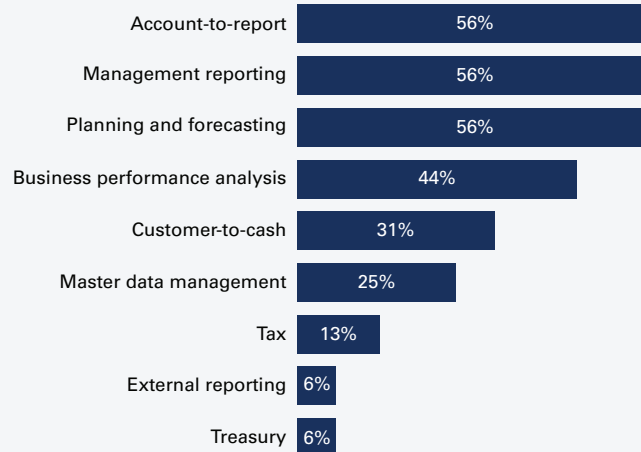 Account-to-report 56%
Management reporting 56%
Planning and forecasting 56%
Business performance analysis 44%
Customer-to-cash 31%
Master data management 25%
Tax 13%
External reporting 6%
Treasury 6%